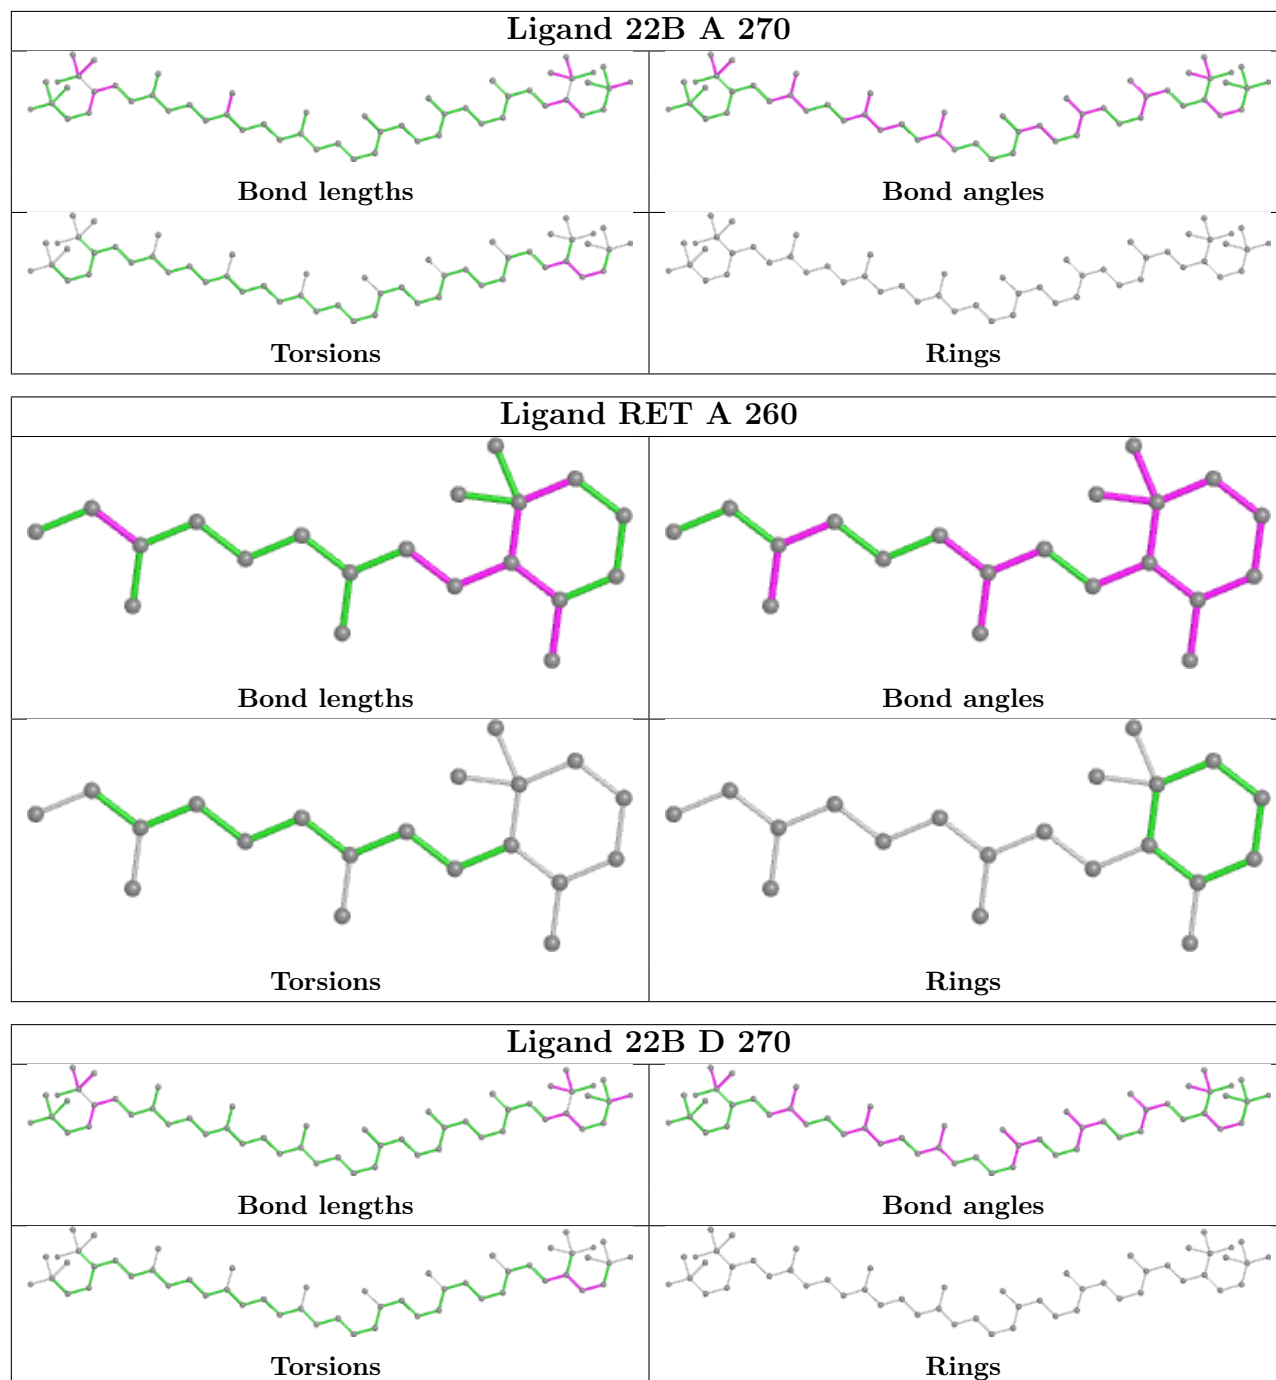 Ligand 22B A 270
Bond lengths
Bond angles
Torsions
Rings
Ligand RET A 260
Bond lengths
Bond angles
Torsions
Rings
Ligand 22B D 270
Bond lengths
Bond angles
Torsions
Rings